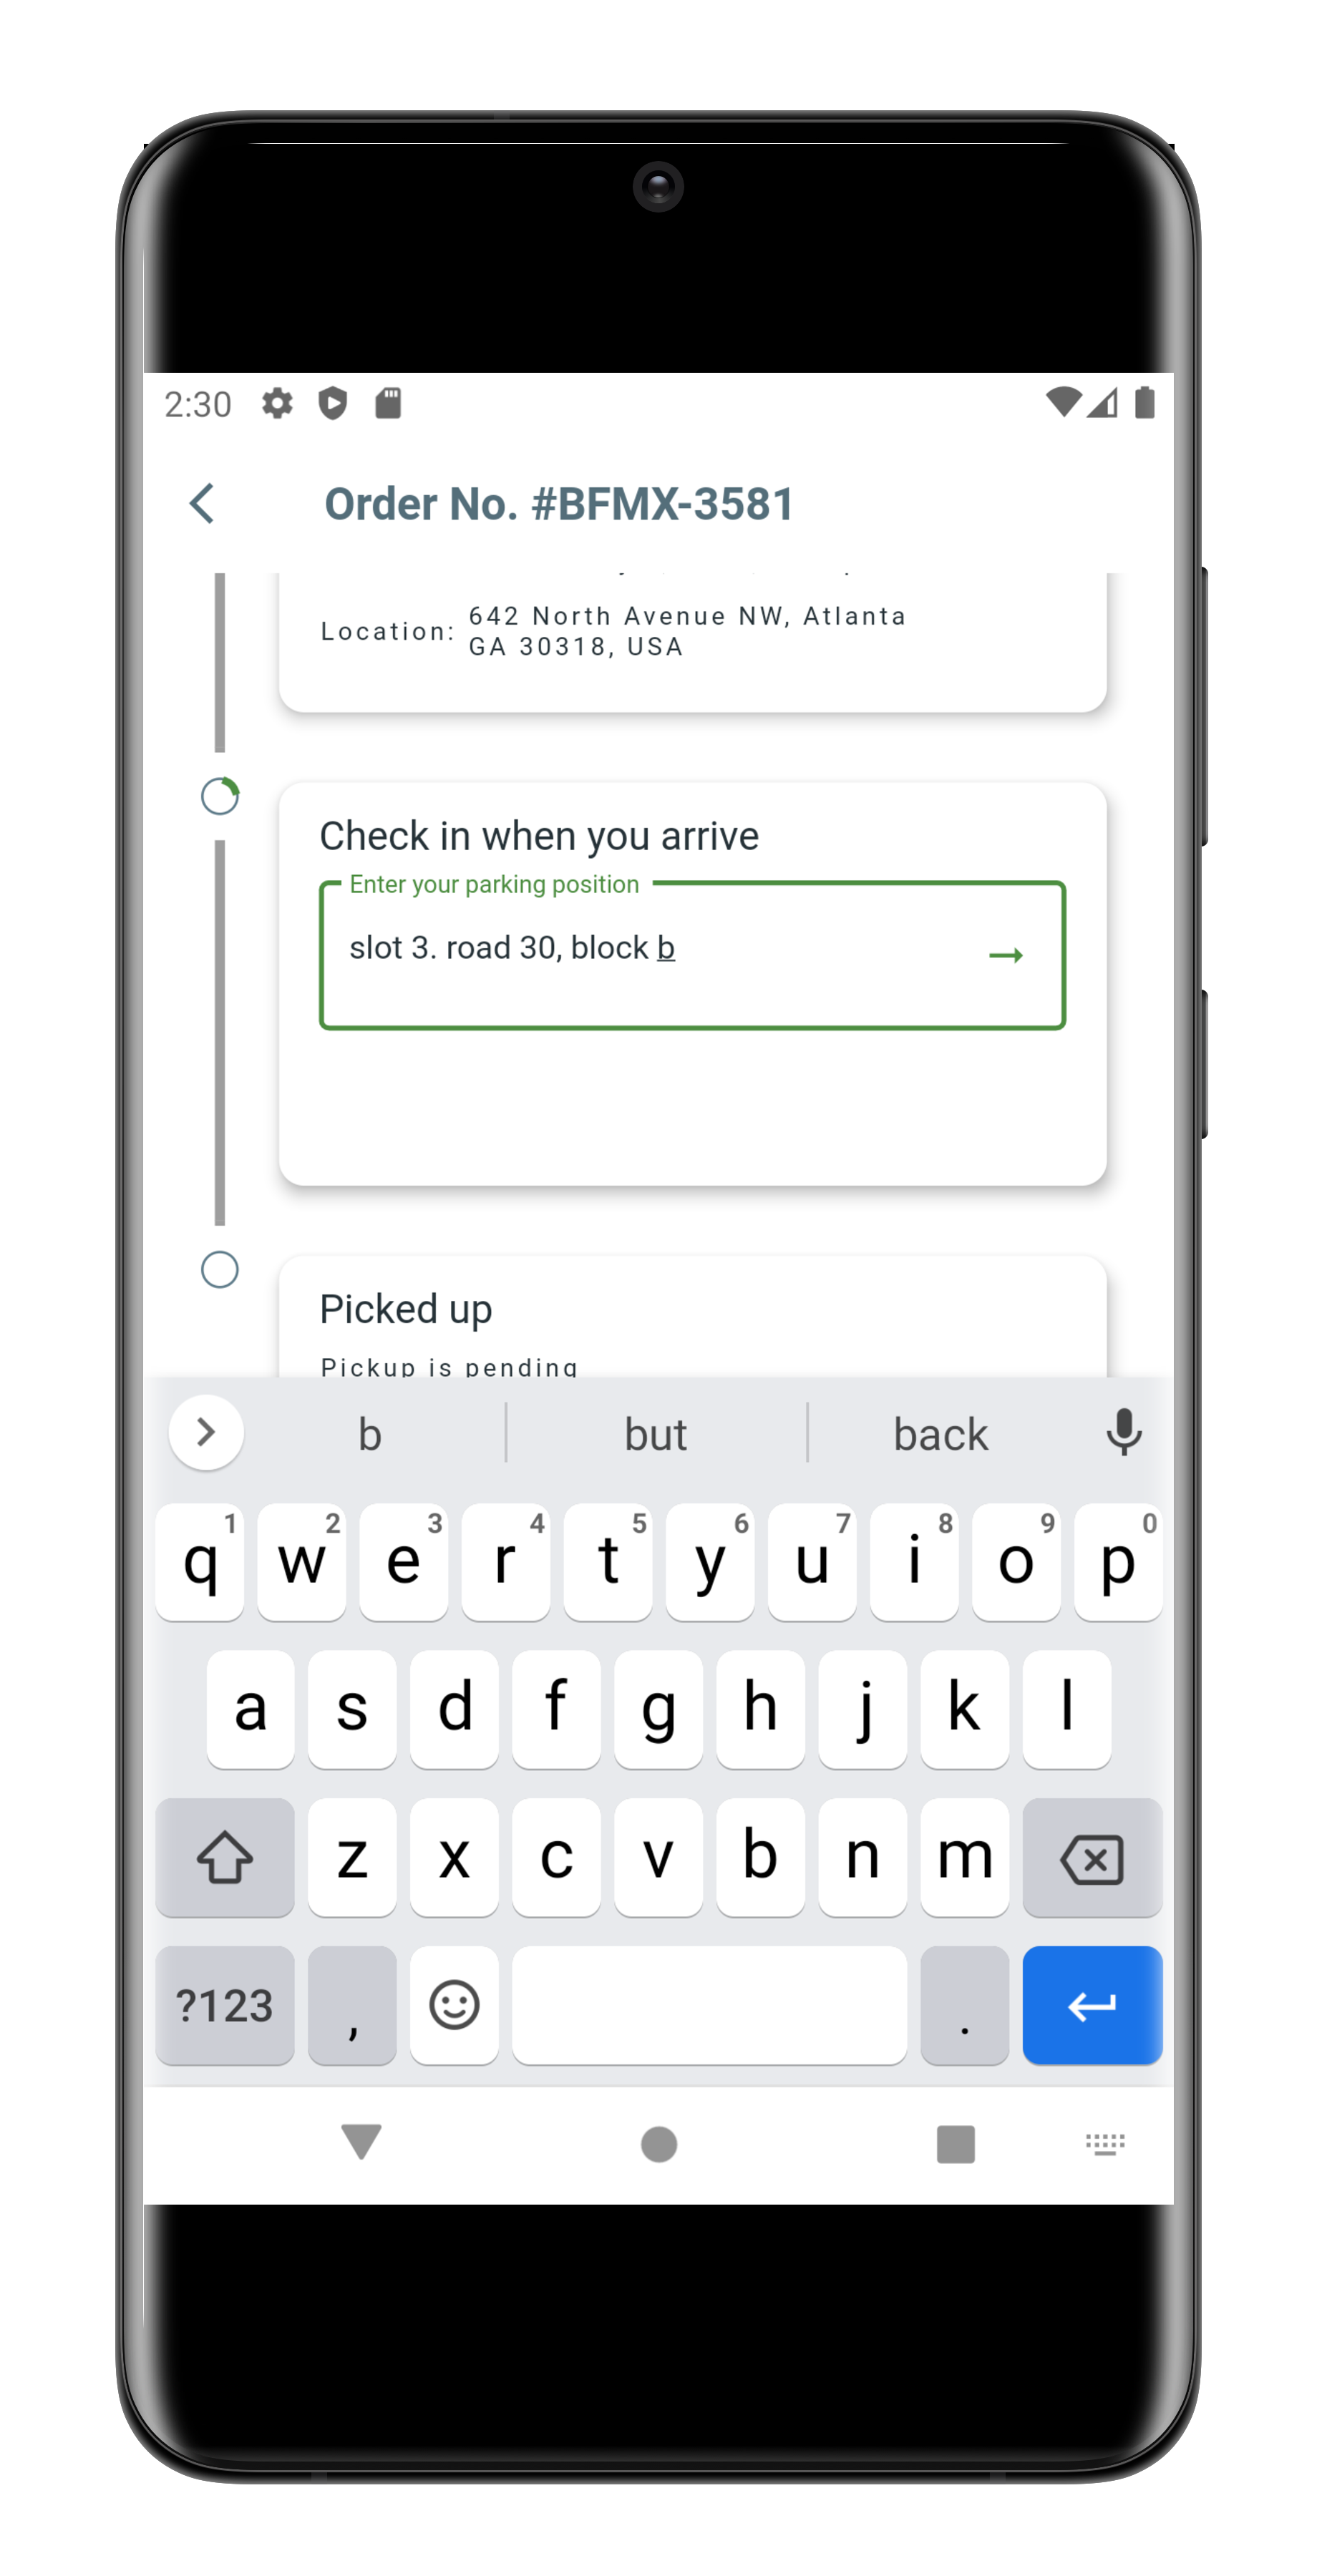 2:30
Order No. #BFMX-3581
Location: 642 North Avenue NW, Atlanta
GA 30318, USA
Check in when you arrive
Enter your parking position
slot 3. road 30, block b
Picked up
Pickup is pending
b but back
1 2 3 4 5 6 7 8 9 0
q w e r t y u i o p
a s d f g h j k l
z x c v b n m
?123 , .